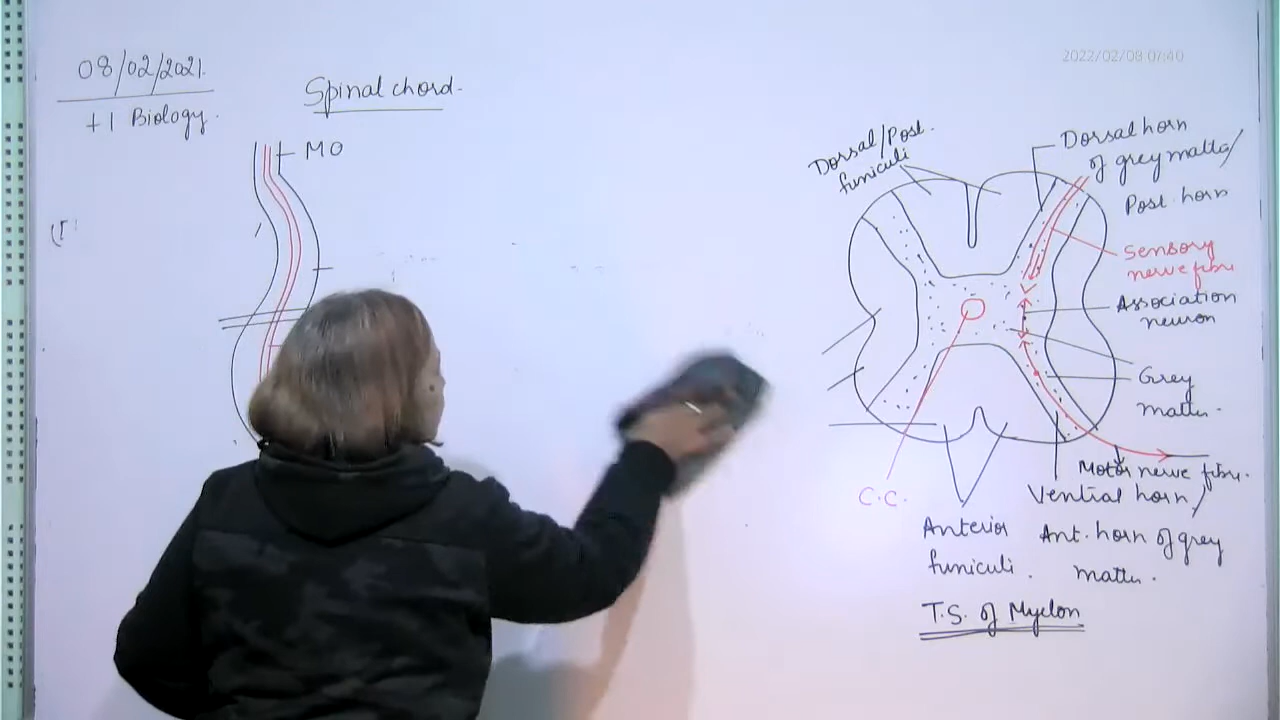 2022/02/08 07:40
08/02/2021.
+1 Biology.
Spinal chord.
MO
Dorsal/Post.
funiculi
Dorsal horn
of grey matter/
Post horn
Sensory
nerve fibre
Association
neuron
Grey
matter.
Motor nerve fibre.
C.C.
Ventral horn/
Ant. horn of grey
matter.
Anterior
funiculi.
T.S. of Myelon